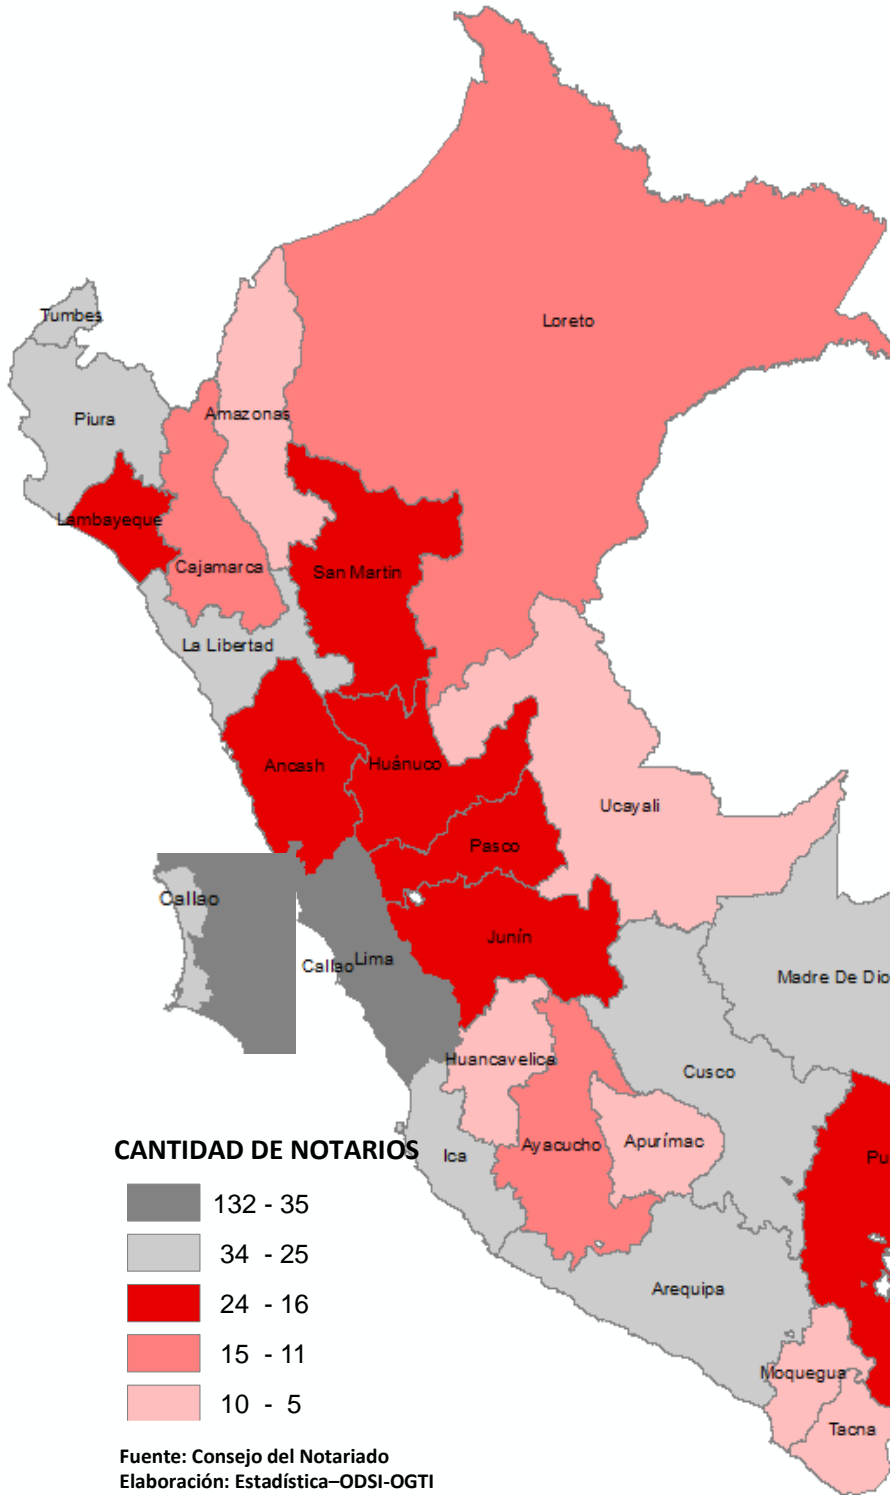 Loreto
Tumbes
Amazonas
Piura
Lambayeque
Cajamarca
San Martin
La Libertad
Ancash
Huánuco
Ucayali
Pasco
Callao
Junín
Callao
Lima
Madre De Dio
Huancavelica
Cusco
Ayacucho
Apurímac
Ica
Pu
Arequipa
Moquegua
Tacna
CANTIDAD DE NOTARIOS
132 - 35
34 - 25
24 - 16
15 - 11
10 - 5
Fuente: Consejo del Notariado
Elaboración: Estadística–ODSI-OGTI